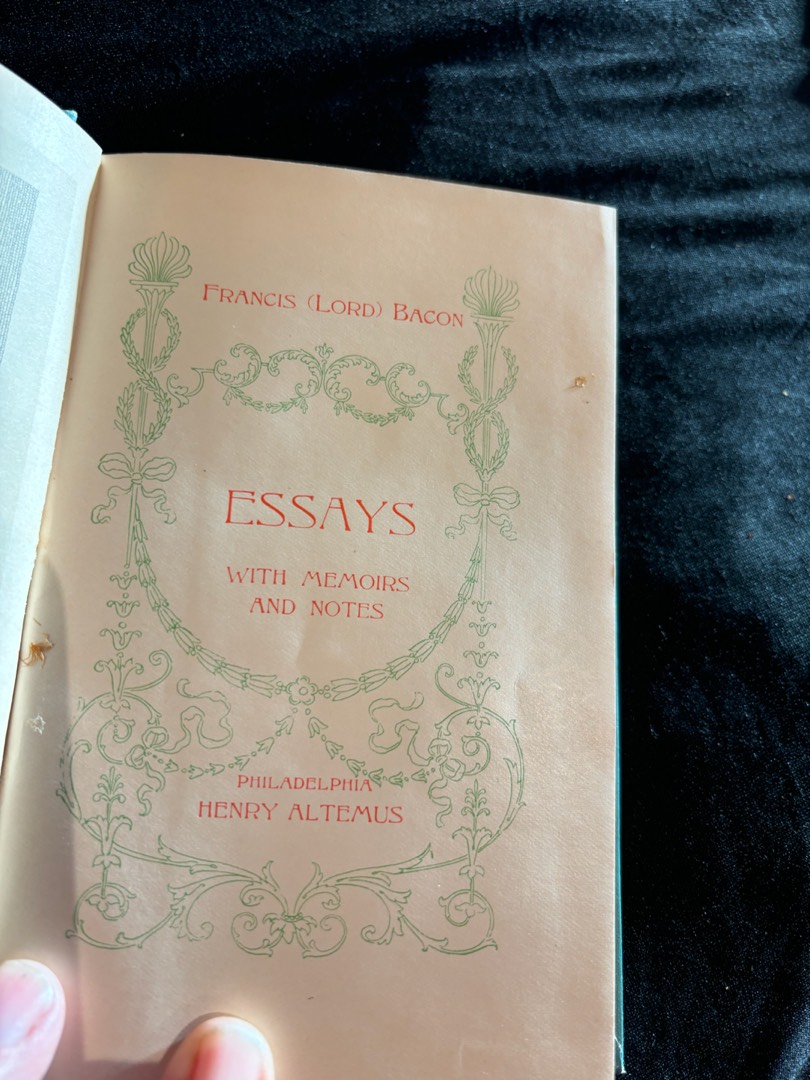 FRANCIS (LORD) BACON
ESSAYS
WITH MEMOIRS
AND NOTES
PHILADELPHIA
HENRY ALTEMUS